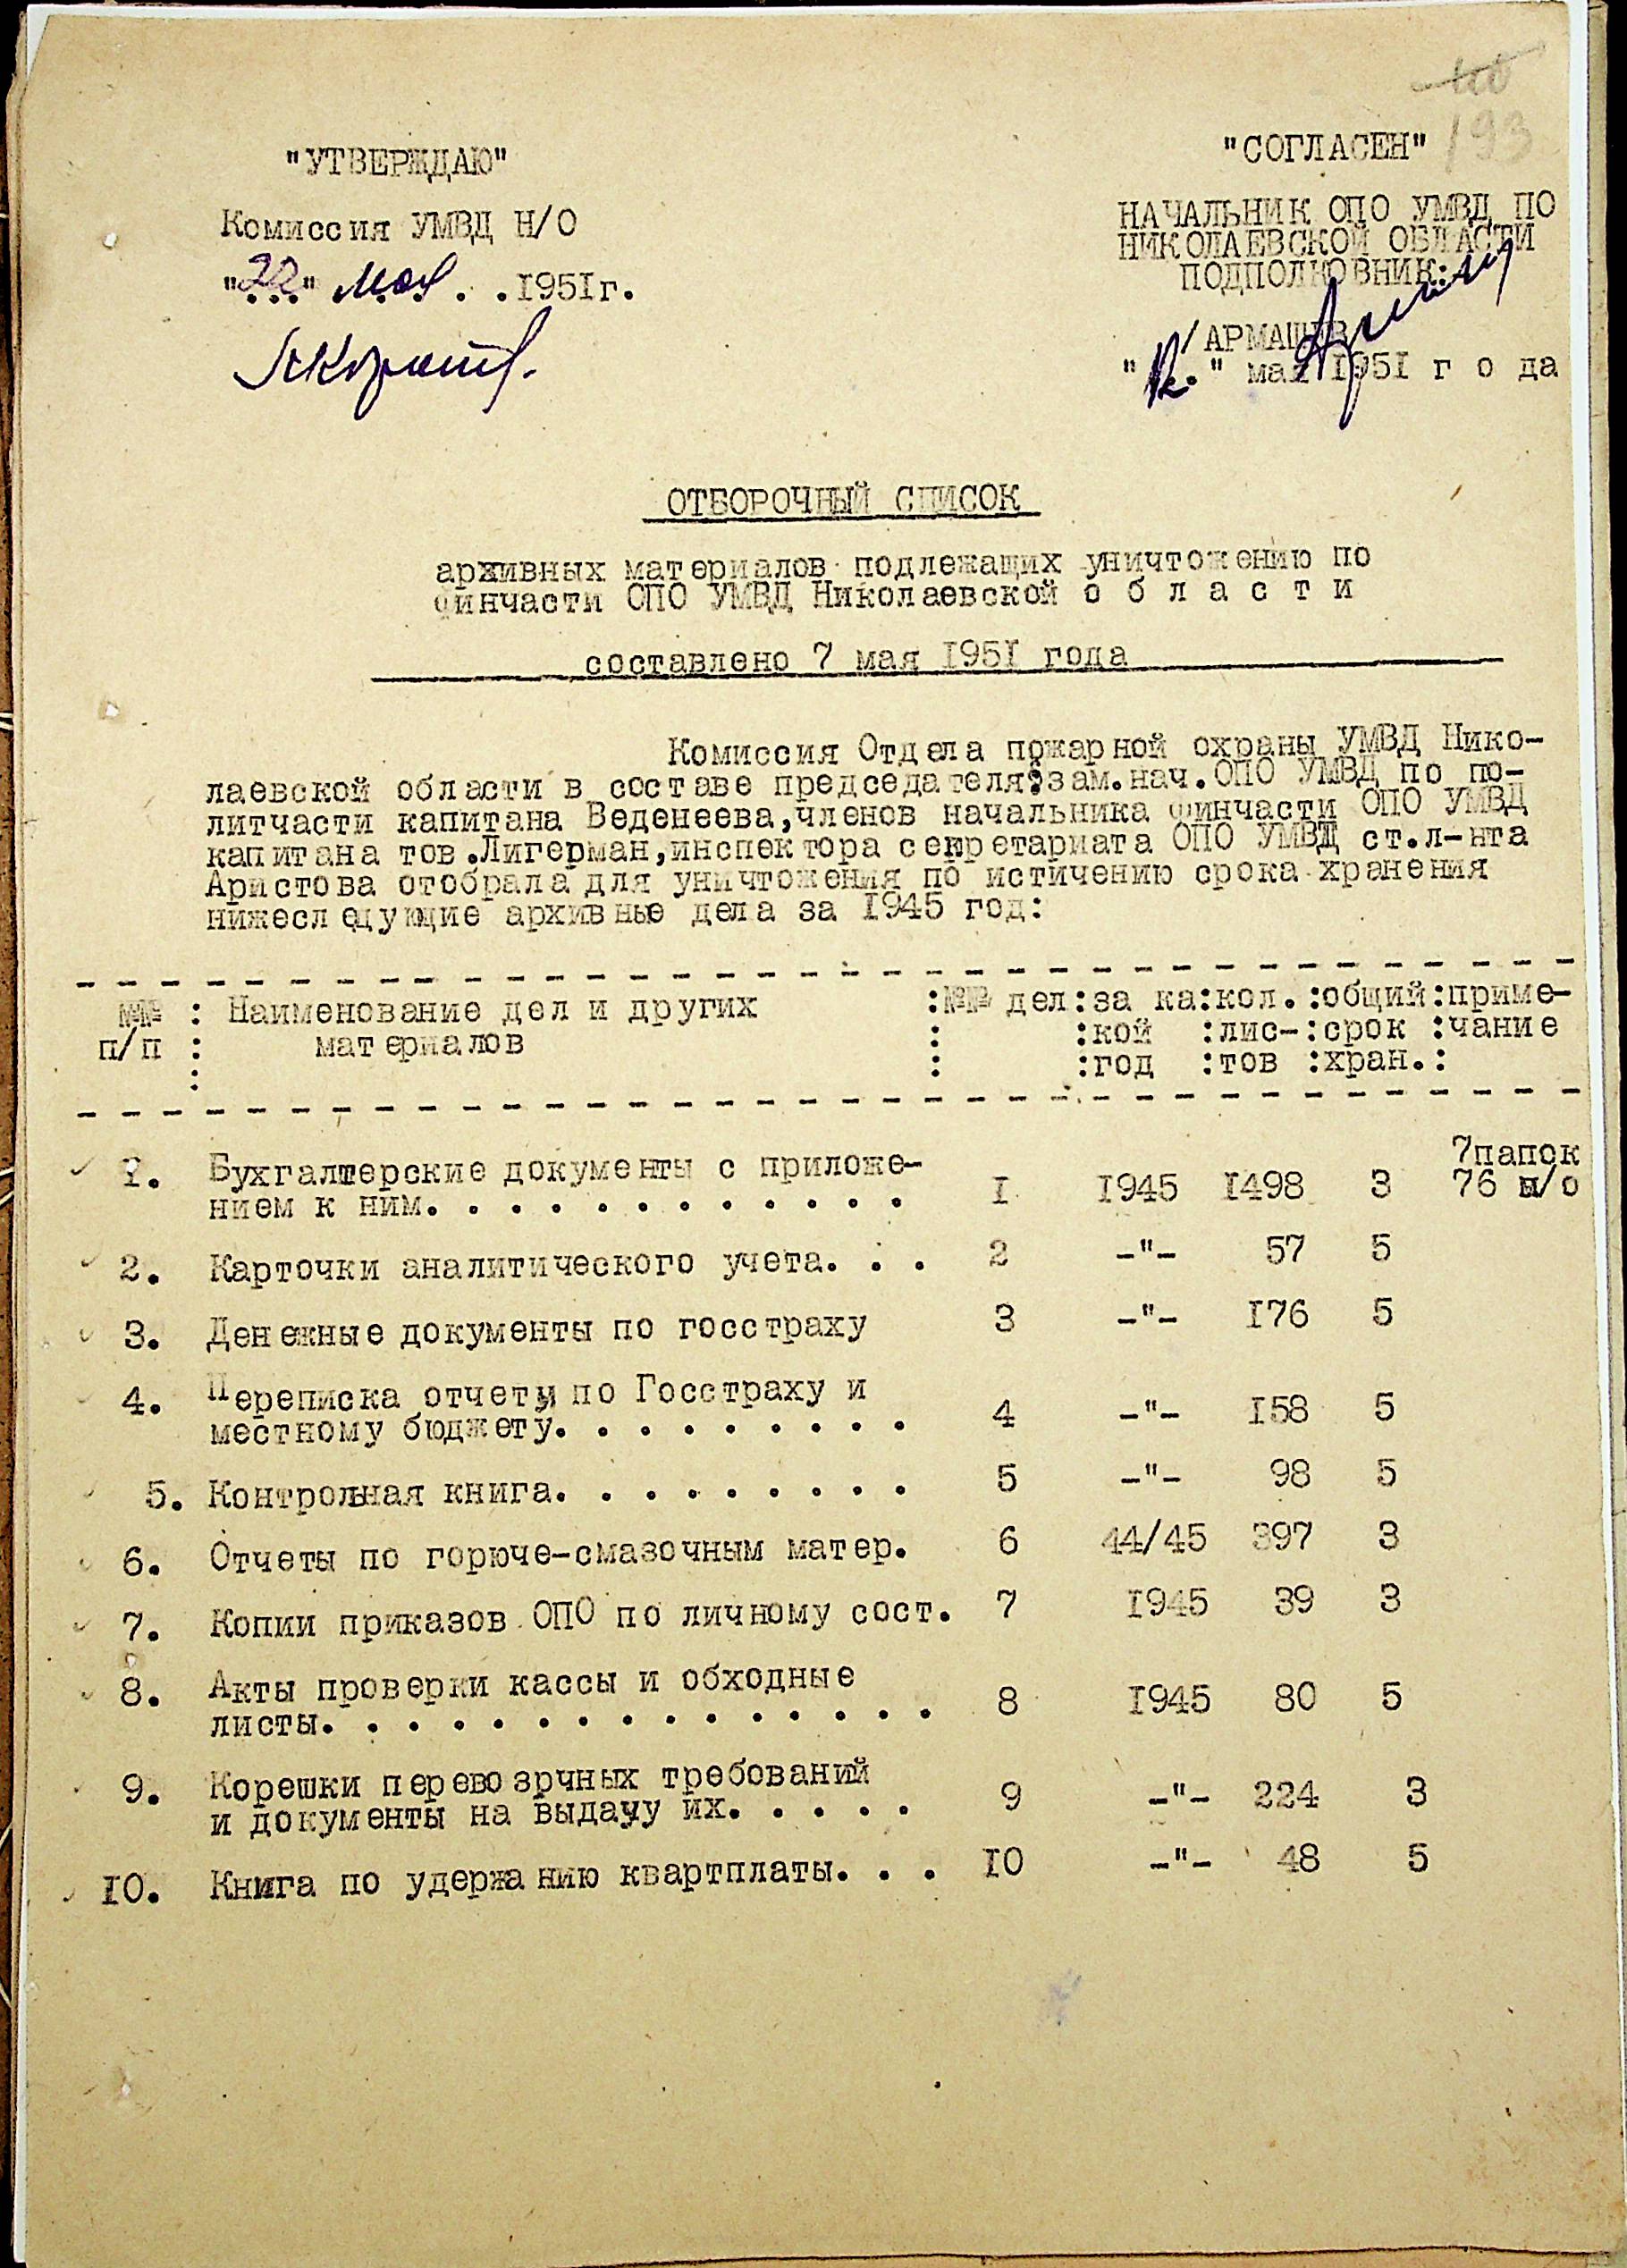 193
"УТВЕРЖДАЮ"
Комиссия УМВД Н/О
"22" мая . .1951г.
"СОГЛАСЕН"
НАЧАЛЬНИК ОПО УМВД ПО
НИКОЛАЕВСКОЙ ОБЛАСТИ
ПОДПОЛКОВНИК:
/АРМАШЕВ
" " мая 1951 г о да
ОТБОРОЧНЫЙ СПИСОК
архивных материалов подлежащих уничтожению по
финчасти ОПО УМВД Николаевской о б л а с т и
составлено 7 мая 1951 года
Комиссия Отдела пожарной охраны УМВД Нико-
лаевской области в составе председателя:зам.нач.ОПО УМВД по по-
литчасти капитана Веденеева,членов начальника финчасти ОПО УМВД
капитана тов.Лигерман,инспектора секретариата ОПО УМВД ст.л-нта
Аристова отобрала для уничтожения по истичению срока хранения
нижеследующие архивные дела за 1945 год:
№№ : Наименование дел и других :№№ дел:за ка:кол. :общий:приме-
п/п : материалов : :кой :лис-:срок :чание
: : :год :тов :хран.:
1. Бухгалтерские документы с приложе- 7папок
нием к ним. . . . . . . . . . . . 1 1945 1498 3 76 н/о
2. Карточки аналитического учета. . . 2 -"- 57 5
3. Денежные документы по госстраху 3 -"- 176 5
4. Переписка отчеты по Госстраху и
местному бюджету. . . . . . . . . 4 -"- 158 5
5. Контрольная книга. . . . . . . . . 5 -"- 98 5
6. Отчеты по горюче-смазочным матер. 6 44/45 397 3
7. Копии приказов ОПО по личному сост. 7 1945 39 3
8. Акты проверки кассы и обходные
листы. . . . . . . . . . . . . . . 8 1945 80 5
9. Корешки перевозрчных требований
и документы на выдачу их. . . . . 9 -"- 224 3
10. Книга по удержанию квартплаты. . . 10 -"- 48 5